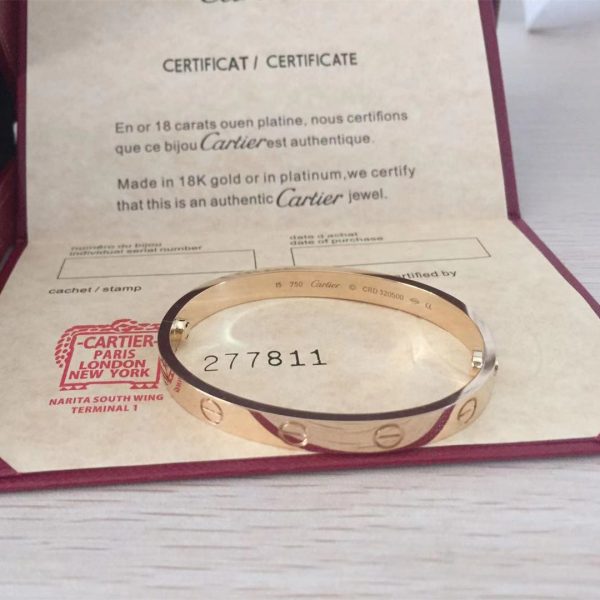 CERTIFICAT / CERTIFICATE
En or 18 carats ouen platine, nous certifions
que ce bijou Cartier est authentique.
Made in 18K gold or in platinum,we certify
that this is an authentic Cartier jewel.
numéro du bijou
individual serial number
date d achat
date of purchase
cachet / stamp
certified by
15 750 Cartier © CRD 320500
-CARTIER-
PARIS
LONDON
NEW YORK
277811
NARITA SOUTH WING
TERMINAL 1